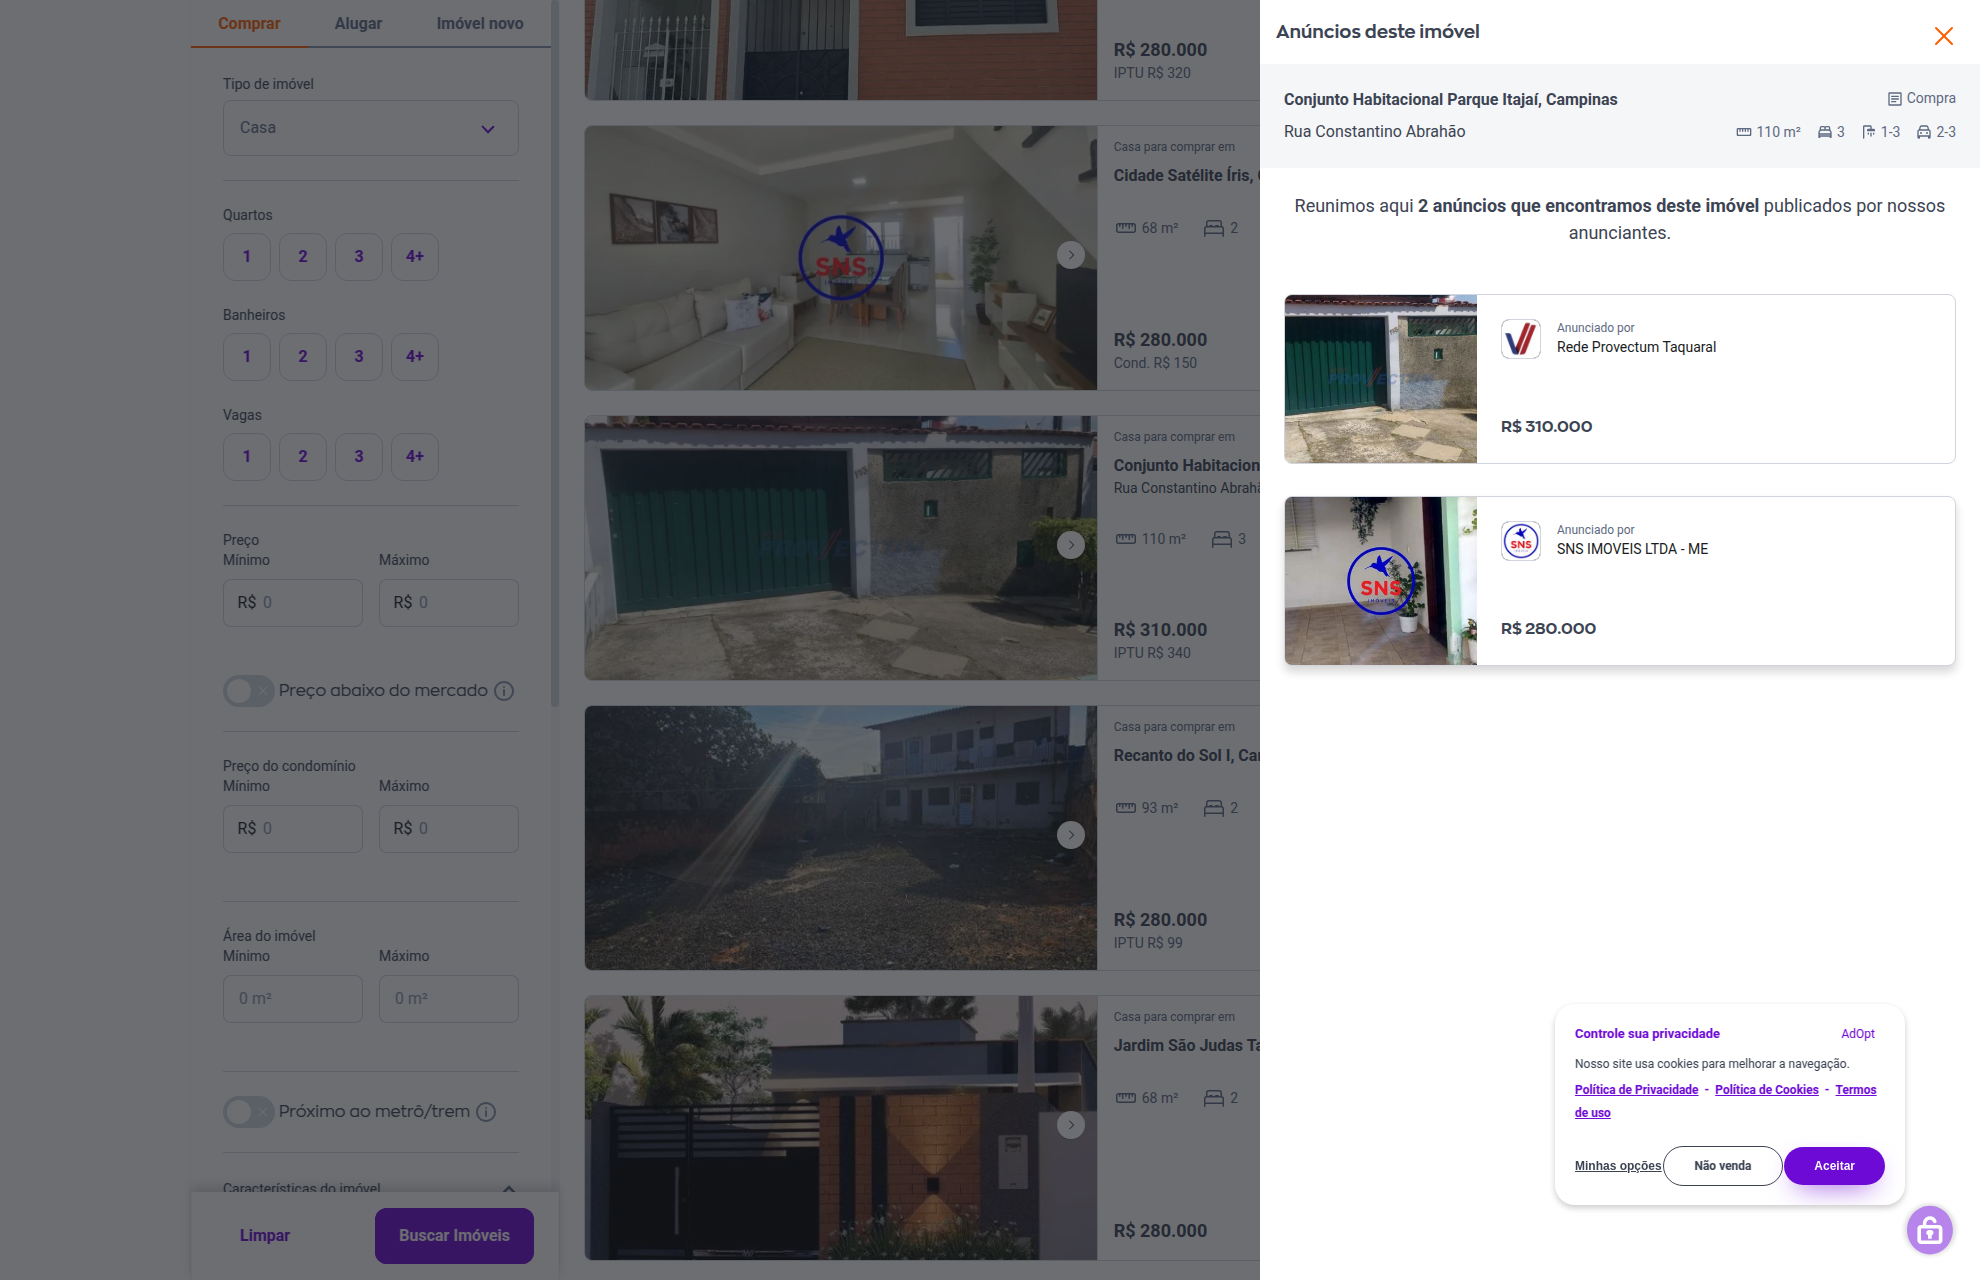 Comprar
Alugar
Imóvel novo
Tipo de imóvel
Casa
Quartos
1
2
3
4+
Banheiros
1
2
3
4+
Vagas
1
2
3
4+
Preço
Mínimo
Máximo
R$ 0
R$ 0
Preço abaixo do mercado
Preço do condomínio
Mínimo
Máximo
R$ 0
R$ 0
Área do imóvel
Mínimo
Máximo
0 m²
0 m²
Próximo ao metrô/trem
Características do imóvel
Limpar
Buscar Imóveis
R$ 280.000
IPTU R$ 320
SNS
Casa para comprar em
Cidade Satélite Íris,
68 m²
2
R$ 280.000
Cond. R$ 150
Casa para comprar em
Conjunto Habitacion
Rua Constantino Abrahã
110 m²
3
R$ 310.000
IPTU R$ 340
Casa para comprar em
Recanto do Sol I, Ca
93 m²
2
R$ 280.000
IPTU R$ 99
Casa para comprar em
Jardim São Judas Ta
68 m²
2
R$ 280.000
Anúncios deste imóvel
Conjunto Habitacional Parque Itajaí, Campinas
Compra
Rua Constantino Abrahão
110 m²
3
1-3
2-3
Reunimos aqui 2 anúncios que encontramos deste imóvel publicados por nossos
anunciantes.
Anunciado por
Rede Provectum Taquaral
R$ 310.000
SNS
IMÓVEIS
SNS
Anunciado por
SNS IMOVEIS LTDA - ME
R$ 280.000
Controle sua privacidade
AdOpt
Nosso site usa cookies para melhorar a navegação.
Política de Privacidade - Política de Cookies - Termos
de uso
Minhas opções
Não venda
Aceitar